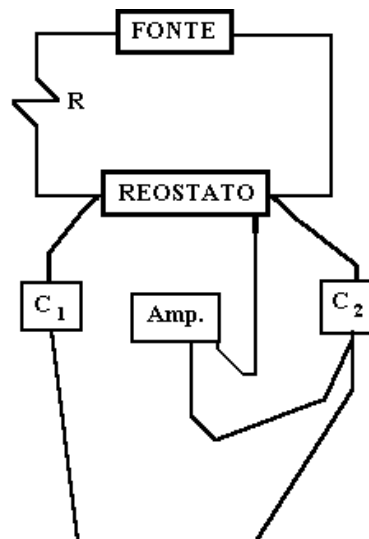 FONTE
R
REOSTATO
C1
Amp.
C2